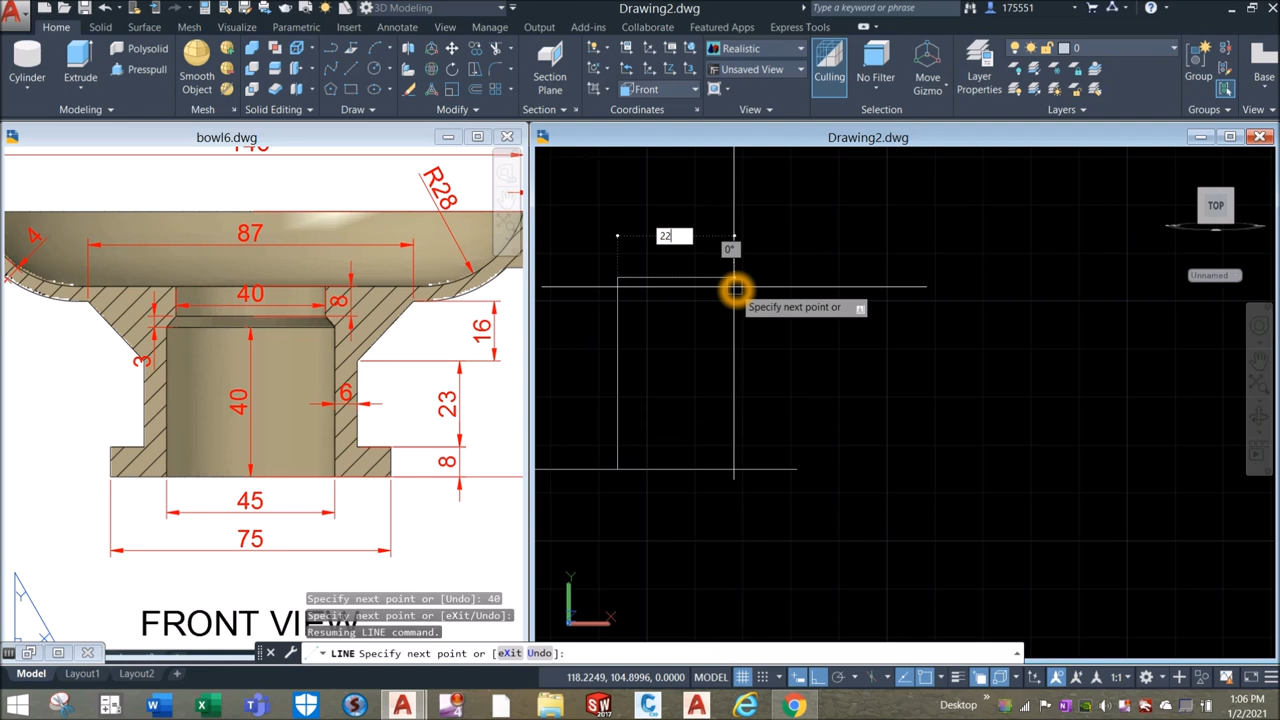 3D Modeling
Drawing2.dwg
Type a keyword or phrase
175551
Home Solid Surface Mesh Visualize Parametric Insert Annotate View Manage Output Add-ins Collaborate Featured Apps Express Tools
Polysolid
Presspull
Cylinder Extrude
Smooth Object
Section Plane
Realistic
Unsaved View
Front
Culling
No Filter
Move Gizmo
Layer Properties
0
Group
Base
Modeling Mesh Solid Editing Draw Modify Section Coordinates View Selection Layers Groups View
bowl6.dwg
Drawing2.dwg
140
R28
4
87
40
8
16
3
40
6
23
8
45
75
FRONT VIEW
22
0°
Specify next point or
TOP
Unnamed
Y
X
Y
X
Specify next point or [Undo]: 40
Specify next point or [eXit/Undo]:
Resuming LINE command.
LINE Specify next point or [eXit Undo]:
Model Layout1 Layout2 +
118.2249, 104.8996, 0.0000 MODEL
1:1
Desktop
1:06 PM
1/2/2021